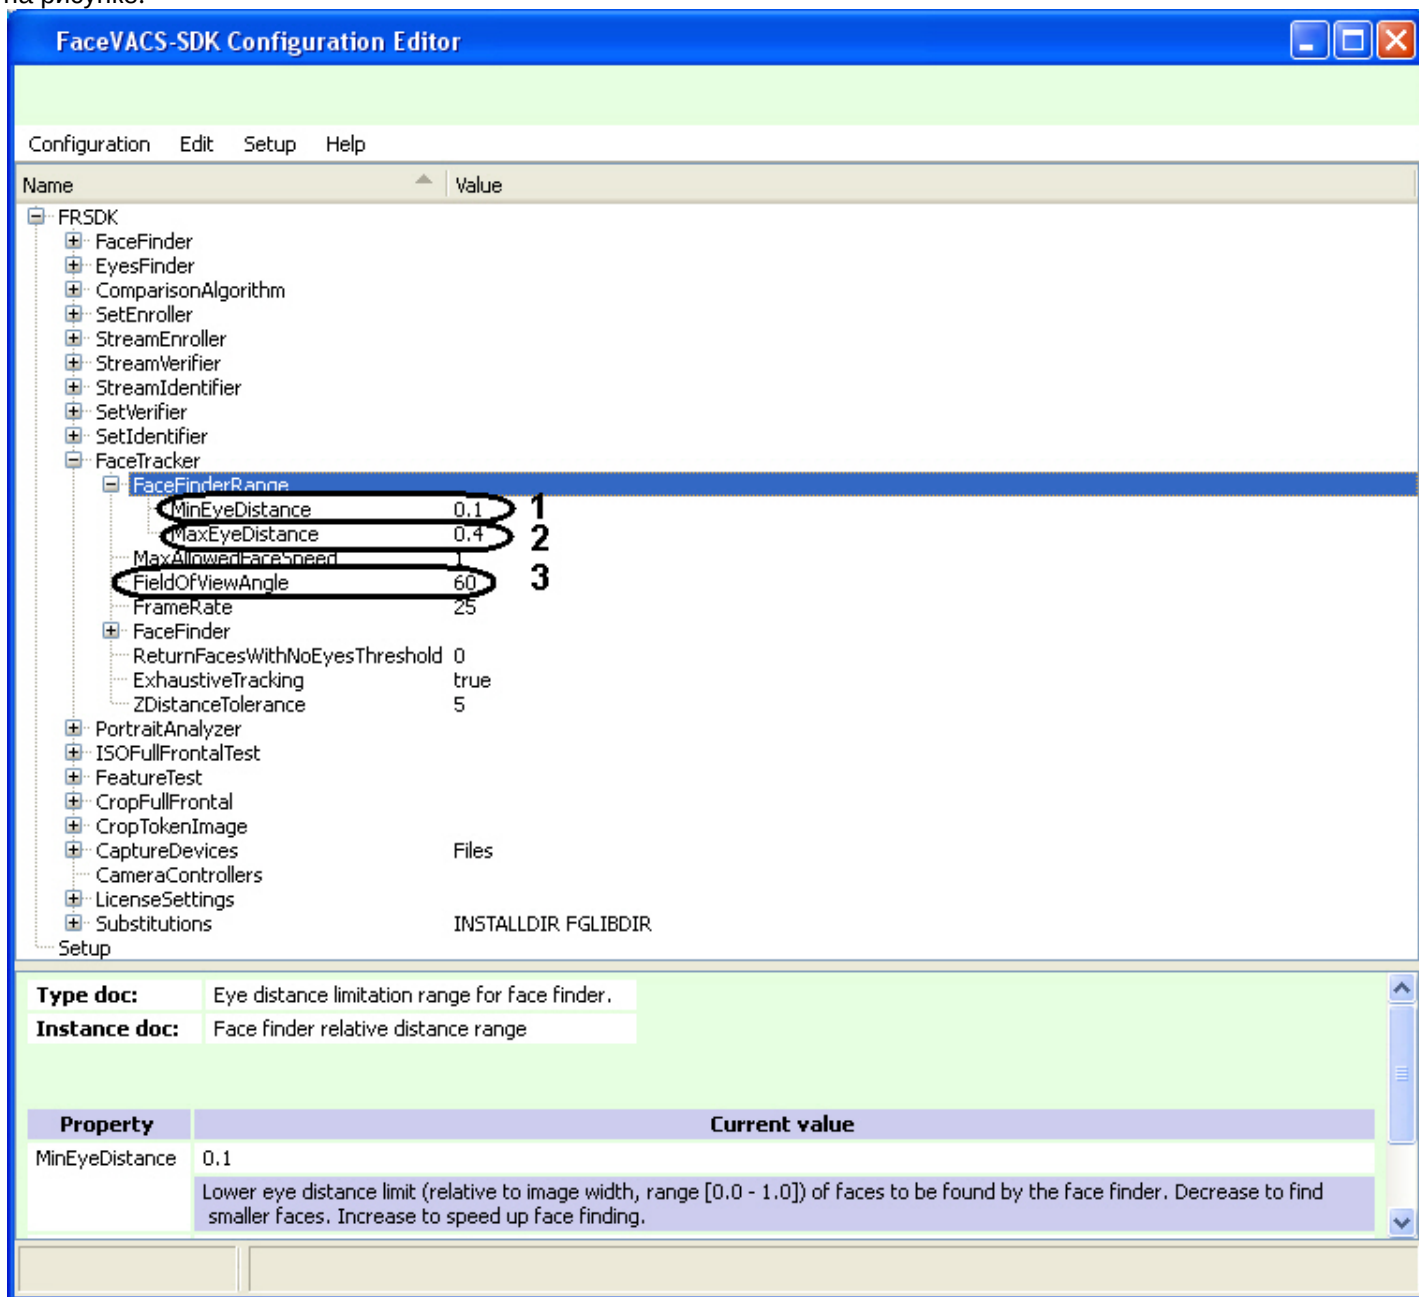 на рисунке.
FaceVACS-SDK Configuration Editor
Configuration Edit Setup Help
Name Value
FRSDK
FaceFinder
EyesFinder
ComparisonAlgorithm
SetEnroller
StreamEnroller
StreamVerifier
StreamIdentifier
SetVerifier
SetIdentifier
FaceTracker
FaceFinderRange
MinEyeDistance 0.1 1
MaxEyeDistance 0.4 2
MaxAllowedFaceSpeed 1
FieldOfViewAngle 60 3
FrameRate 25
FaceFinder
ReturnFacesWithNoEyesThreshold 0
ExhaustiveTracking true
ZDistanceTolerance 5
PortraitAnalyzer
ISOFullFrontalTest
FeatureTest
CropFullFrontal
CropTokenImage
CaptureDevices Files
CameraControllers
LicenseSettings
Substitutions INSTALLDIR FGLIBDIR
Setup
Type doc: Eye distance limitation range for face finder.
Instance doc: Face finder relative distance range
Property Current value
MinEyeDistance 0.1
Lower eye distance limit (relative to image width, range [0.0 - 1.0]) of faces to be found by the face finder. Decrease to find
smaller faces. Increase to speed up face finding.